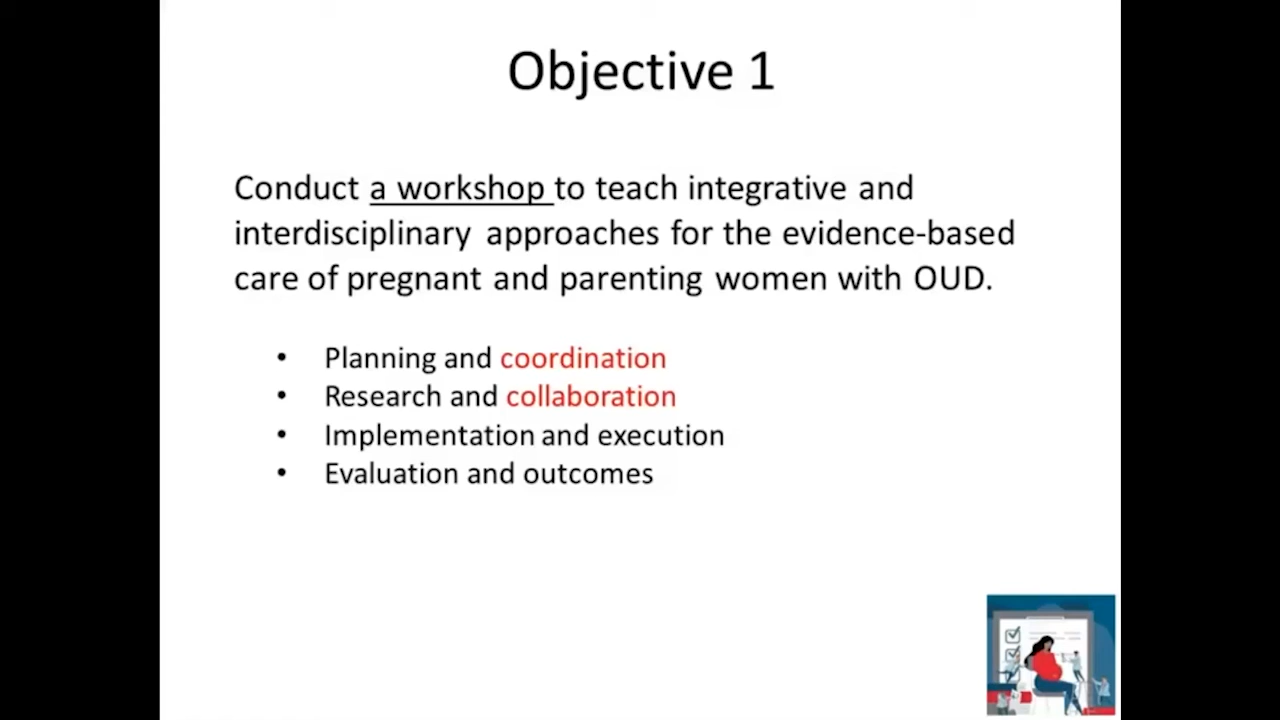 Objective 1
Conduct a workshop to teach integrative and
interdisciplinary approaches for the evidence-based
care of pregnant and parenting women with OUD.
• Planning and coordination
• Research and collaboration
• Implementation and execution
• Evaluation and outcomes